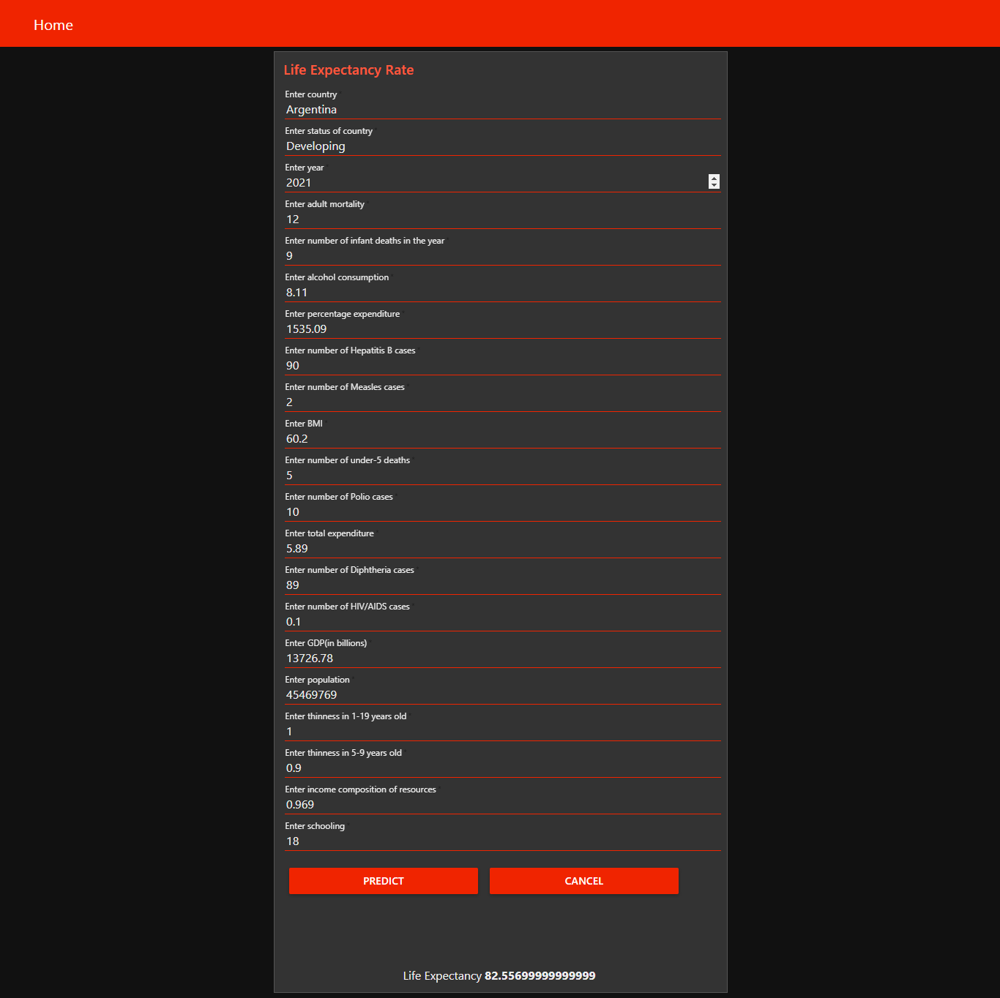 Home
Life Expectancy Rate
Enter country *
Argentina
Enter status of country
Developing
Enter year
2021
Enter adult mortality
12
Enter number of infant deaths in the year
9
Enter alcohol consumption *
8.11
Enter percentage expenditure *
1535.09
Enter number of Hepatitis B cases
90
Enter number of Measles cases
2
Enter BMI
60.2
Enter number of under-5 deaths *
5
Enter number of Polio cases *
10
Enter total expenditure
5.89
Enter number of Diphtheria cases
89
Enter number of HIV/AIDS cases *
0.1
Enter GDP(in billions) *
13726.78
Enter population *
45469769
Enter thinness in 1-19 years old *
1
Enter thinness in 5-9 years old *
0.9
Enter income composition of resources *
0.969
Enter schooling *
18
PREDICT CANCEL
Life Expectancy 82.55699999999999